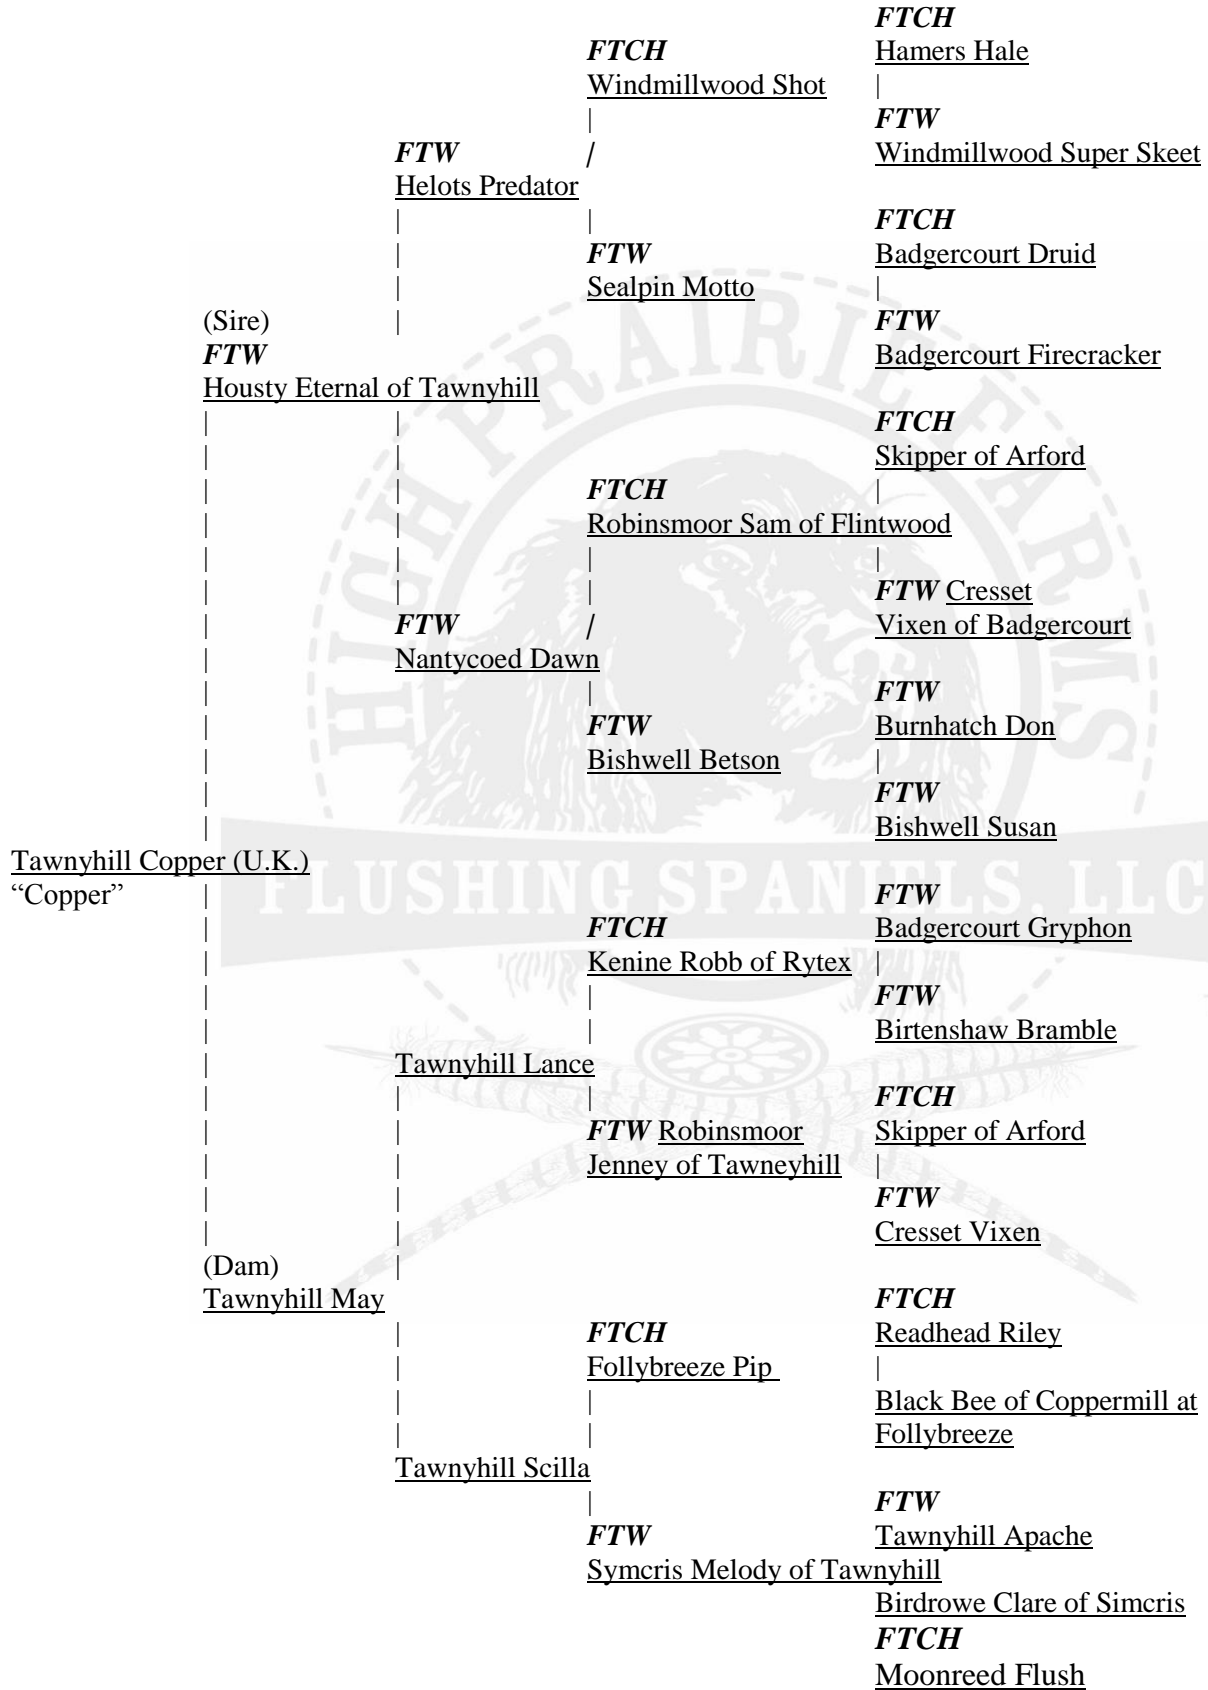 FTCH
Hamers Hale
FTCH
Windmillwood Shot
FTW
Windmillwood Super Skeet
FTW
Helots Predator
FTCH
Badgercourt Druid
FTW
Sealpin Motto
FTW
Badgercourt Firecracker
(Sire)
FTW
Housty Eternal of Tawnyhill
FTCH
Skipper of Arford
FTCH
Robinsmoor Sam of Flintwood
FTW Cresset
Vixen of Badgercourt
FTW
Nantycoed Dawn
FTW
Burnhatch Don
FTW
Bishwell Betson
FTW
Bishwell Susan
Tawnyhill Copper (U.K.)
“Copper”
FTW
Badgercourt Gryphon
FTCH
Kenine Robb of Rytex
FTW
Birtenshaw Bramble
Tawnyhill Lance
FTCH
Skipper of Arford
FTW Robinsmoor
Jenney of Tawneyhill
FTW
Cresset Vixen
(Dam)
Tawnyhill May
FTCH
Readhead Riley
FTCH
Follybreeze Pip
Black Bee of Coppermill at
Follybreeze
Tawnyhill Scilla
FTW
Tawnyhill Apache
FTW
Symcris Melody of Tawnyhill
Birdrowe Clare of Simcris
FTCH
Moonreed Flush
HIGH PRAIRIE FARMS
FLUSHING SPANIELS, LLC